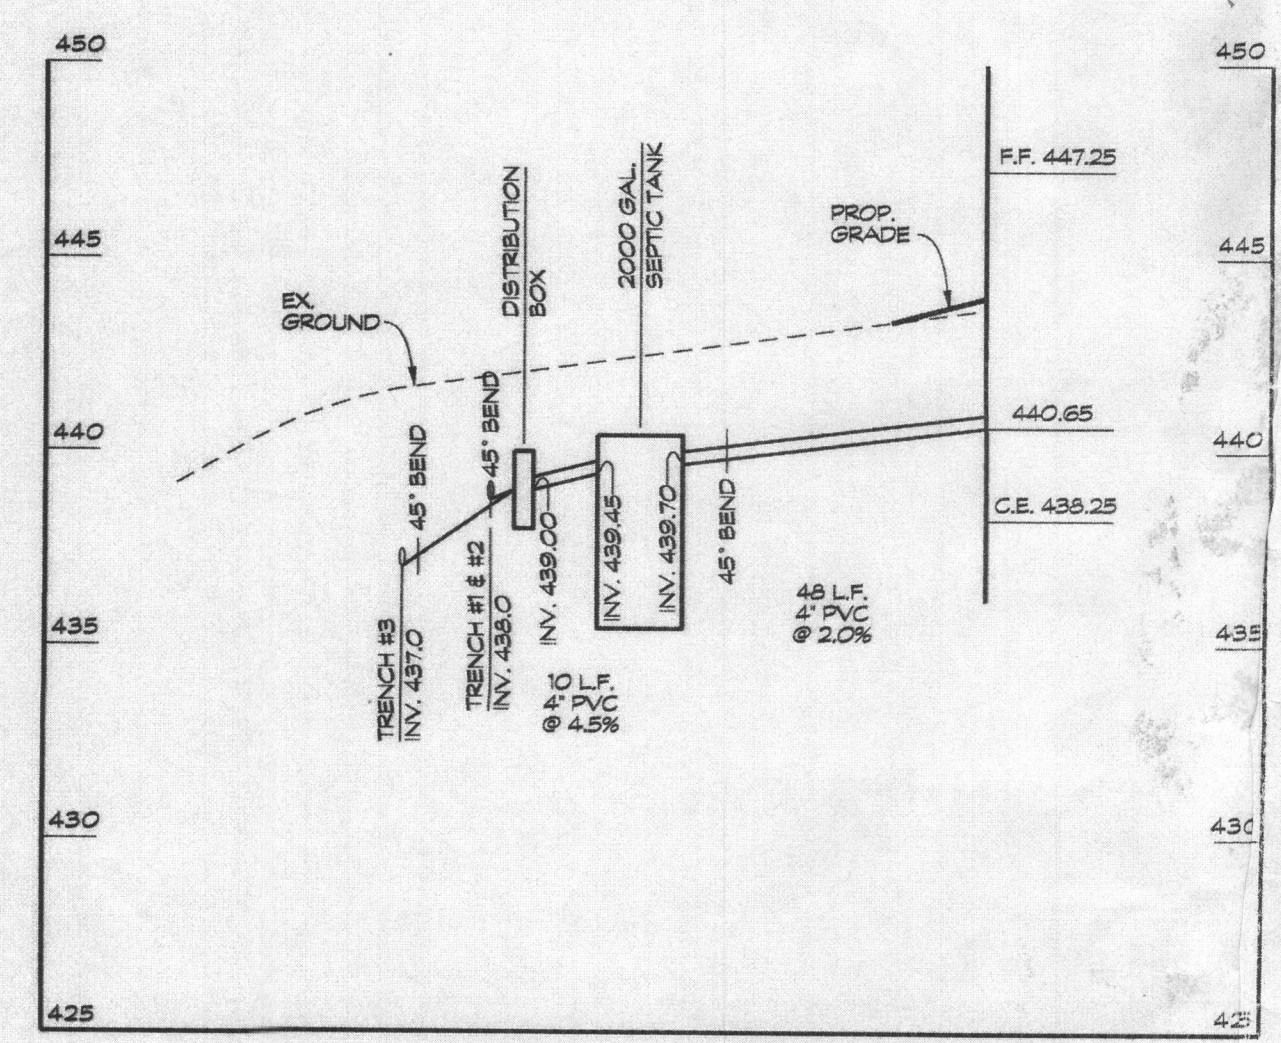 450
450
F.F. 447.25
445
445
PROP.
GRADE
DISTRIBUTION
BOX
2000 GAL.
SEPTIC TANK
EX.
GROUND
440
440
440.65
C.E. 438.25
45° BEND
45° BEND
45° BEND
INV. 439.00
INV. 439.45
INV. 439.70
48 L.F.
4" PVC
@ 2.0%
435
435
TRENCH #3
INV. 437.0
TRENCH #1 & #2
INV. 438.0
10 L.F.
4" PVC
@ 4.5%
430
430
425
425